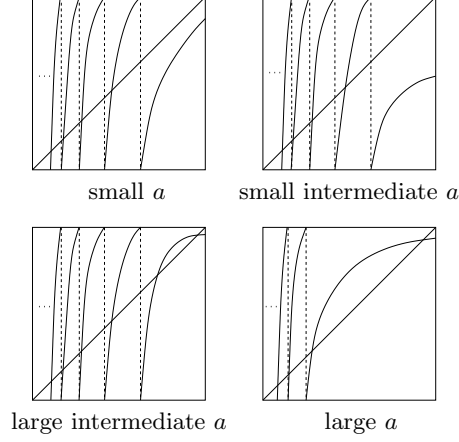 ...
...
small a
small intermediate a
...
...
large intermediate a
large a